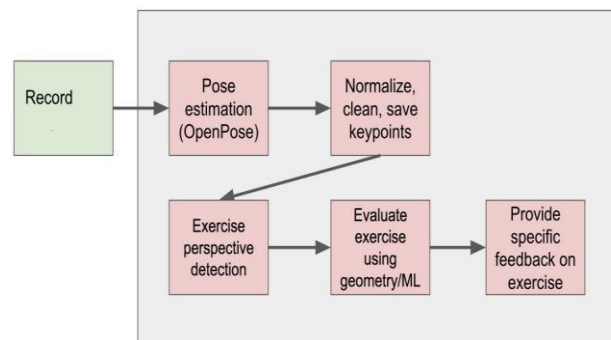 Record
Pose
estimation
(OpenPose)
Normalize,
clean, save
keypoints
Exercise
perspective
detection
Evaluate
exercise
using
geometry/ML
Provide
specific
feedback on
exercise